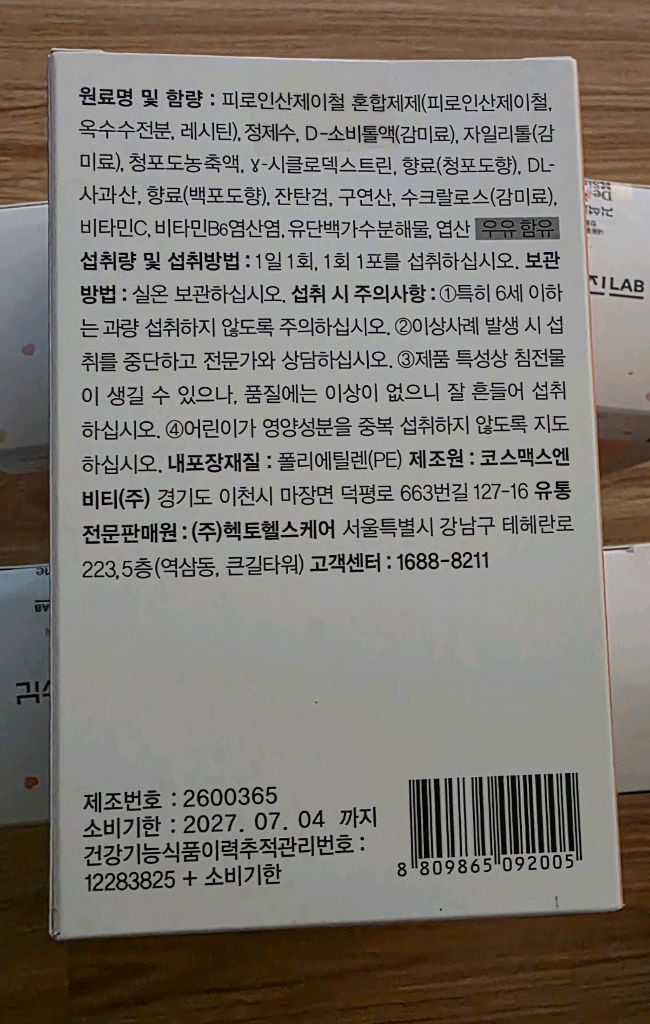 원료명 및 함량 : 피로인산제이철 혼합제제(피로인산제이철,
옥수수전분, 레시틴), 정제수, D-소비톨액(감미료), 자일리톨(감
미료), 청포도농축액, γ-시클로덱스트린, 향료(청포도향), DL-
사과산, 향료(백포도향), 잔탄검, 구연산, 수크랄로스(감미료),
비타민C, 비타민B6염산염, 유단백가수분해물, 엽산 우유 함유
섭취량 및 섭취방법 : 1일 1회, 1회 1포를 섭취하십시오. 보관
방법 : 실온 보관하십시오. 섭취 시 주의사항 : ①특히 6세 이하
는 과량 섭취하지 않도록 주의하십시오. ②이상사례 발생 시 섭
취를 중단하고 전문가와 상담하십시오. ③제품 특성상 침전물
이 생길 수 있으나, 품질에는 이상이 없으니 잘 흔들어 섭취
하십시오. ④어린이가 영양성분을 중복 섭취하지 않도록 지도
하십시오. 내포장재질 : 폴리에틸렌(PE) 제조원 : 코스맥스엔
비티(주) 경기도 이천시 마장면 덕평로 663번길 127-16 유통
전문판매원 : (주)헥토헬스케어 서울특별시 강남구 테헤란로
223, 5층(역삼동, 큰길타워) 고객센터 : 1688-8211
제조번호 : 2600365
소비기한 : 2027. 07. 04 까지
건강기능식품이력추적관리번호 :
12283825 + 소비기한
8 809865 092005
LAB